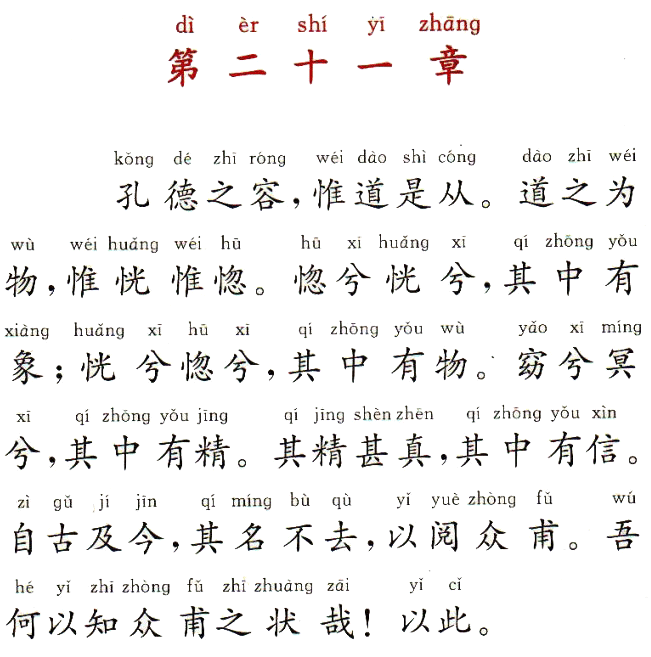 dì èr shí yī zhāng
第二十一章
kǒng dé zhī róng wéi dào shì cóng dào zhī wéi
孔德之容，惟道是从。道之为
wù wéi huǎng wéi hū hū xī huǎng xī qí zhōng yǒu
物，惟恍惟惚。惚兮恍兮，其中有
xiàng huǎng xī hū xī qí zhōng yǒu wù yǎo xī míng
象；恍兮惚兮，其中有物。窈兮冥
xī qí zhōng yǒu jīng qí jīng shèn zhēn qí zhōng yǒu xìn
兮，其中有精。其精甚真，其中有信。
zì gǔ jí jīn qí míng bù qù yǐ yuè zhòng fǔ wú
自古及今，其名不去，以阅众甫。吾
hé yǐ zhī zhòng fǔ zhī zhuàng zāi yǐ cǐ
何以知众甫之状哉！以此。